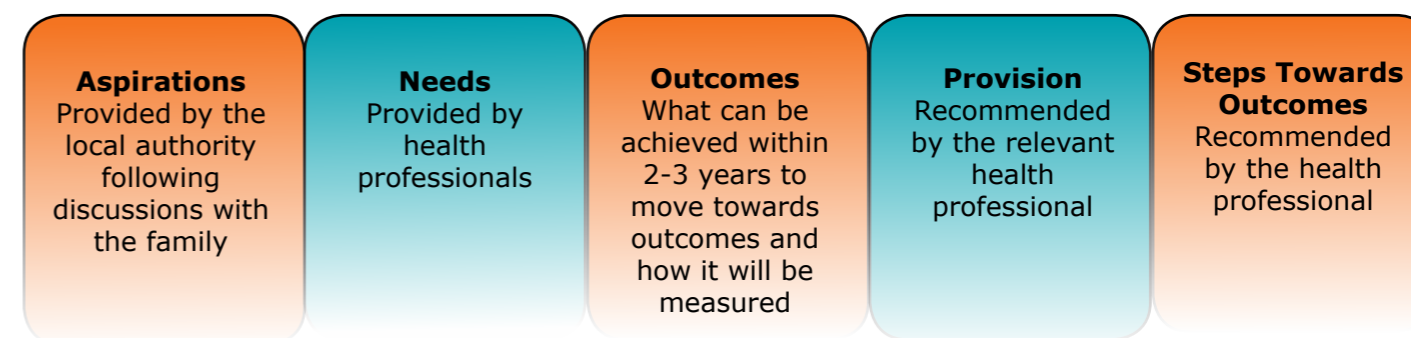 Aspirations
Provided by the
local authority
following
discussions with
the family
Needs
Provided by
health
professionals
Outcomes
What can be
achieved within
2-3 years to
move towards
outcomes and
how it will be
measured
Provision
Recommended
by the relevant
health
professional
Steps Towards
Outcomes
Recommended
by the health
professional